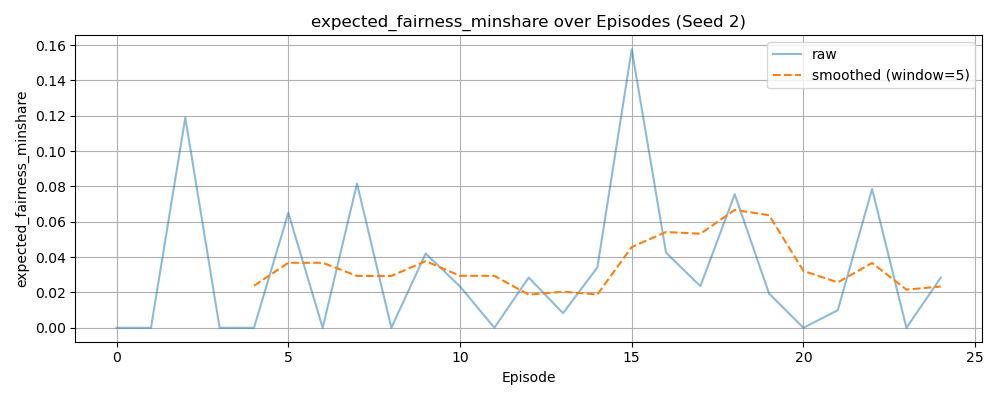 expected_fairness_minshare over Episodes (Seed 2)
raw
smoothed (window=5)
expected_fairness_minshare
0.16
0.14
0.12
0.10
0.08
0.06
0.04
0.02
0.00
0 5 10 15 20 25
Episode